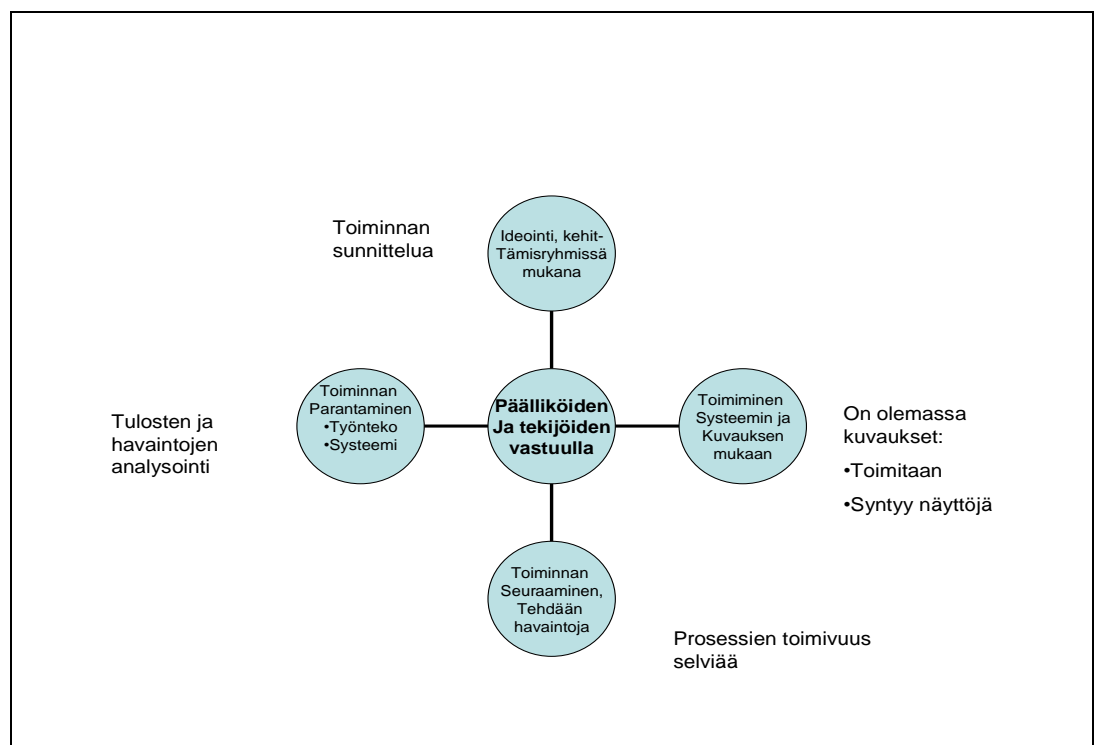 Toiminnan
sunnittelua
Ideointi, kehit-
Tämisryhmissä
mukana
Toiminnan
Parantaminen
•Työnteko
•Systeemi
Päälliköiden
Ja tekijöiden
vastuulla
Toimiminen
Systeemin ja
Kuvauksen
mukaan
Tulosten ja
havaintojen
analysointi
On olemassa
kuvaukset:
•Toimitaan
•Syntyy näyttöjä
Toiminnan
Seuraaminen,
Tehdään
havaintoja
Prosessien toimivuus
selviää